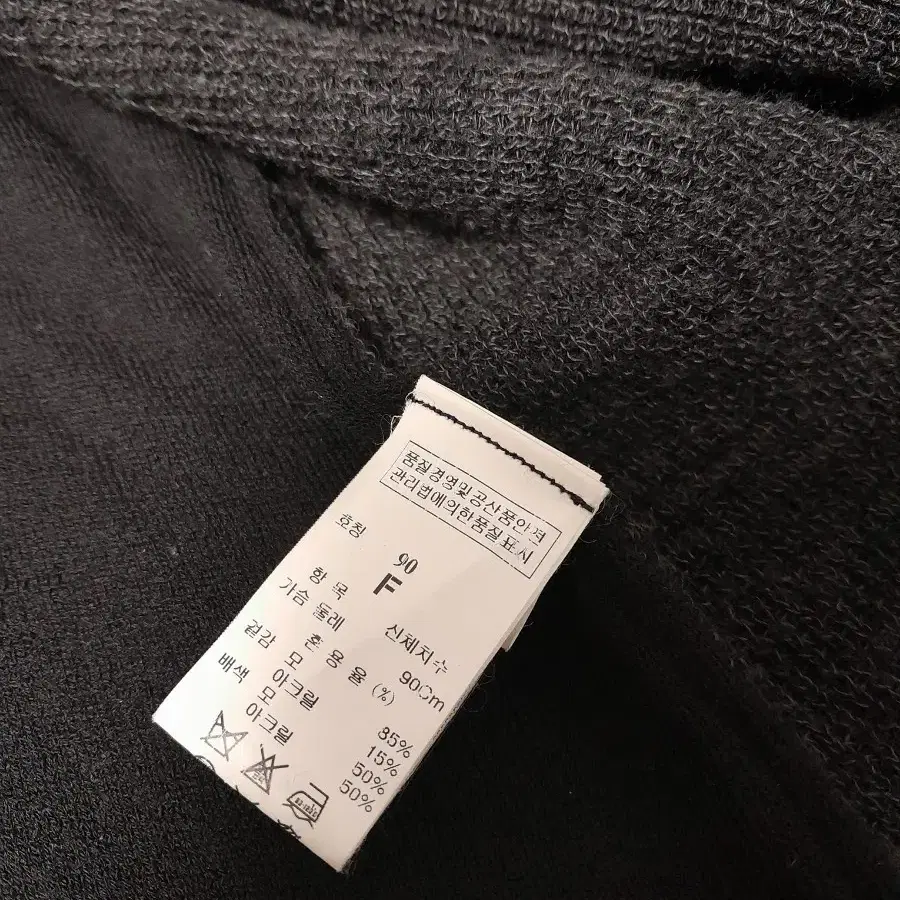 품질경영및공산품안전
관리법에의한품질표시
호칭 90
F
항목 신체치수
가슴둘레 90Cm
혼용율 (%)
겉감 모 85%
아크릴 15%
배색 모 50%
아크릴 50%